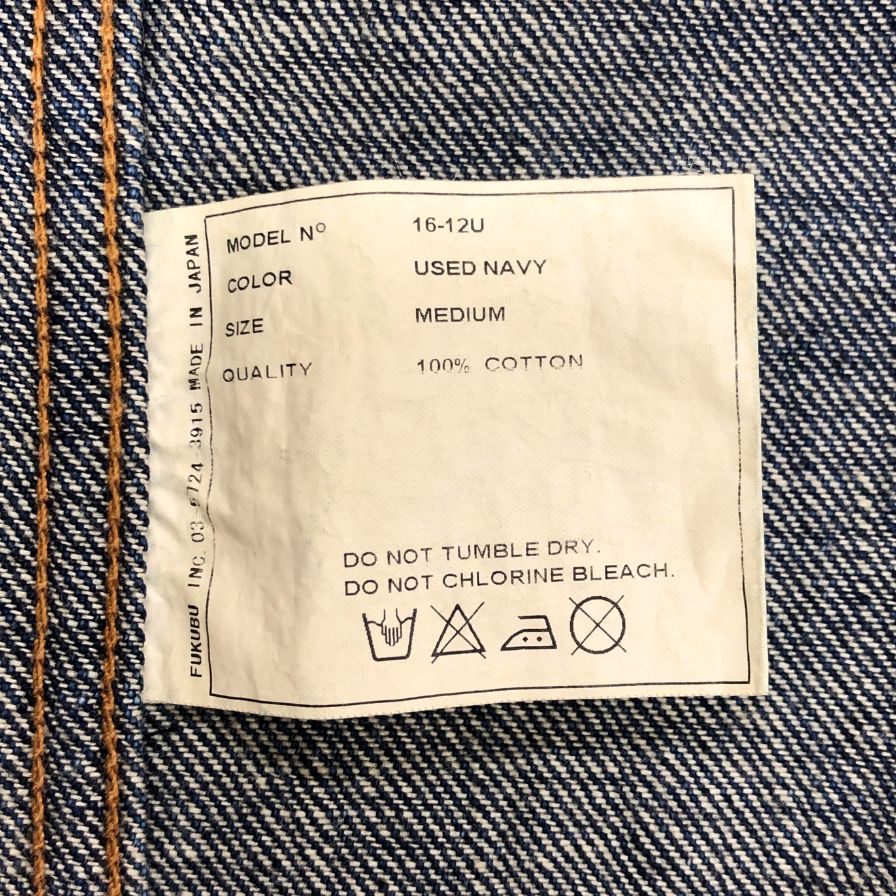 MODEL Nº 16-12U
COLOR USED NAVY
SIZE MEDIUM
QUALITY 100% COTTON
DO NOT TUMBLE DRY.
DO NOT CHLORINE BLEACH.
FUKUBU INC. 03-5724-3915 MADE IN JAPAN